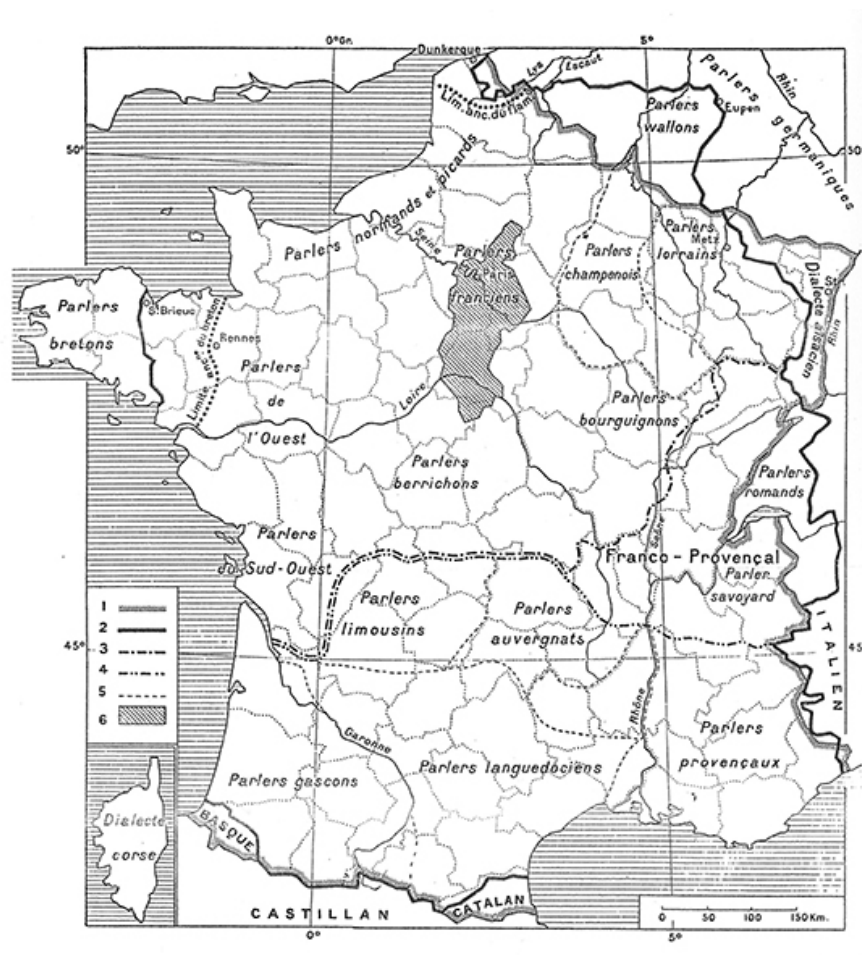 0° Gr.
5°
Dunkerque
Lys
Escaut
Parlers
germaniques
Rhin
Lim. anc. du flam.
Parlers
wallons
Eupen
50°
50
Parlers normands et picards
Seine
Parlers
Paris
franciens
Parlers
champenois
Parlers
Metz
lorrains
Dialecte alsacien
St
Rhin
Parlers
bretons
S. Brieuc
Limite anc. du breton
Rennes
Parlers
de
l'Ouest
Loire
Parlers
bourguignons
Parlers
berrichons
Parlers
romands
Parlers
du Sud-Ouest
Saône
Franco-Provençal
Parler
savoyard
Parlers
limousins
Parlers
auvergnats
1
2
3
4
5
6
45°
45
ITALIEN
Rhône
Garonne
Parlers
provençaux
Parlers gascons
Parlers languedociens
Dialecte
corse
BASQUE
CASTILLAN
CATALAN
0 50 100 150 Km.
0°
5°